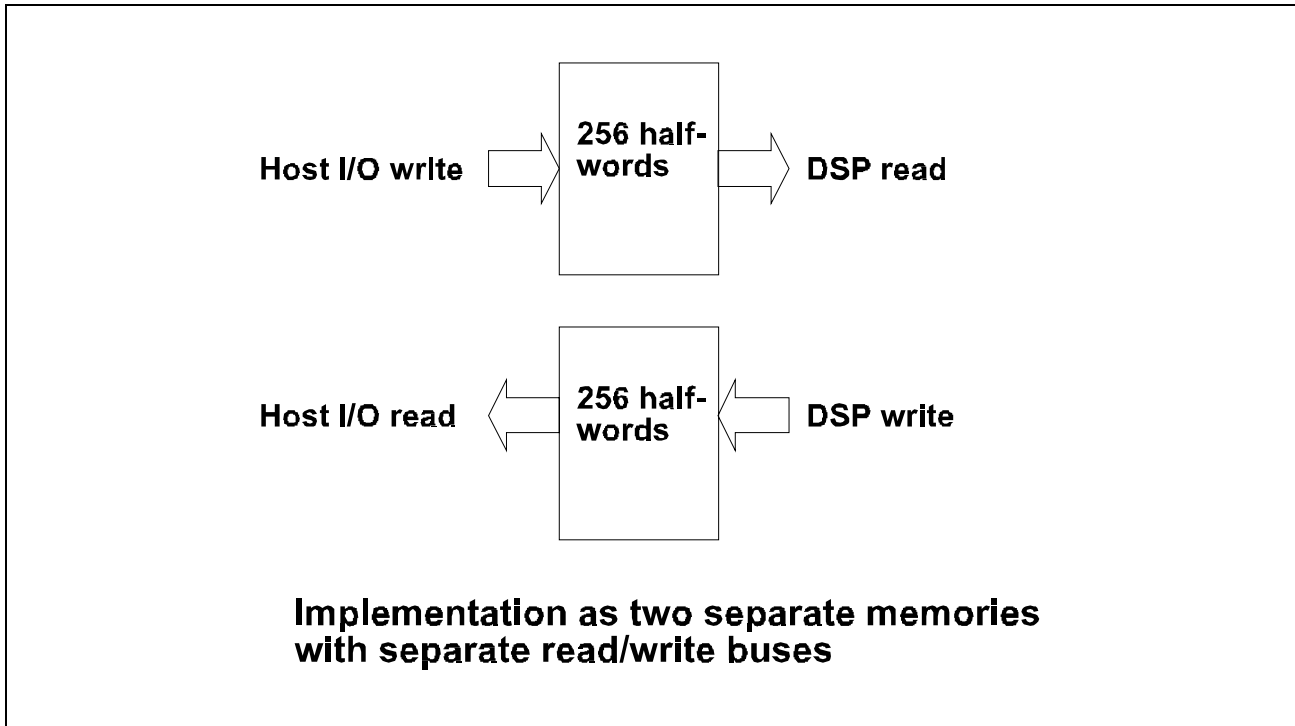 256 half-
words
Host I/O write
DSP read
256 half-
words
Host I/O read
DSP write
Implementation as two separate memories
with separate read/write buses